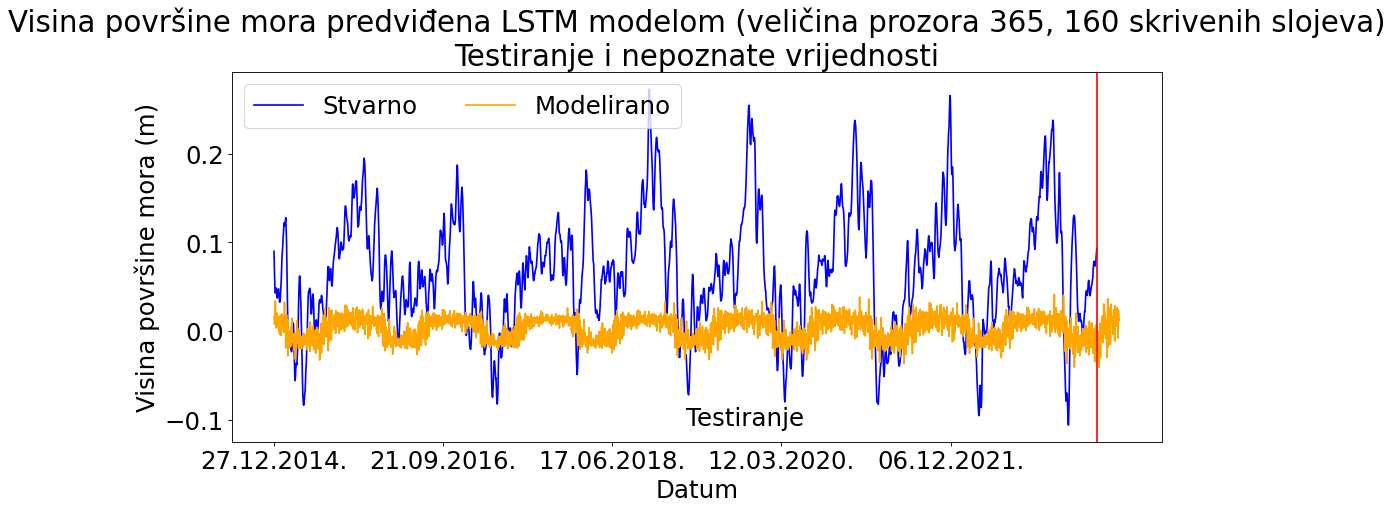 Visina površine mora predviđena LSTM modelom (veličina prozora 365, 160 skrivenih slojeva)
Testiranje i nepoznate vrijednosti
Stvarno
Modelirano
Visina površine mora (m)
0.2
0.1
0.0
−0.1
Testiranje
27.12.2014.
21.09.2016.
17.06.2018.
12.03.2020.
06.12.2021.
Datum